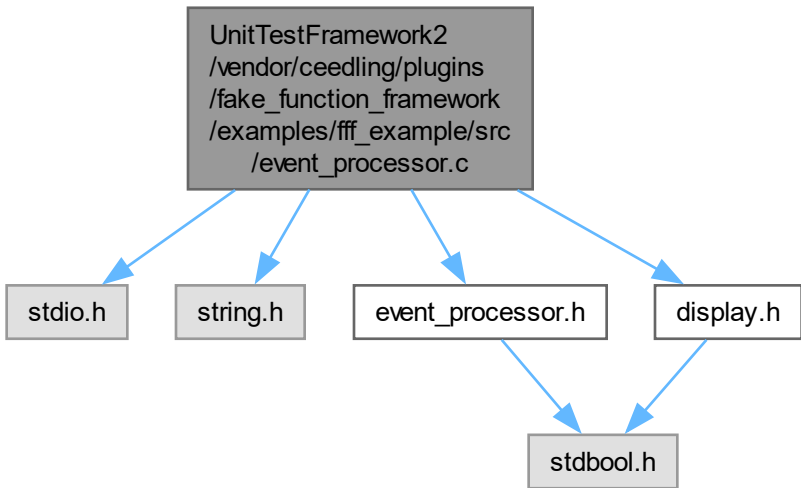 UnitTestFramework2
/vendor/ceedling/plugins
/fake_function_framework
/examples/fff_example/src
/event_processor.c
stdio.h
string.h
event_processor.h
display.h
stdbool.h